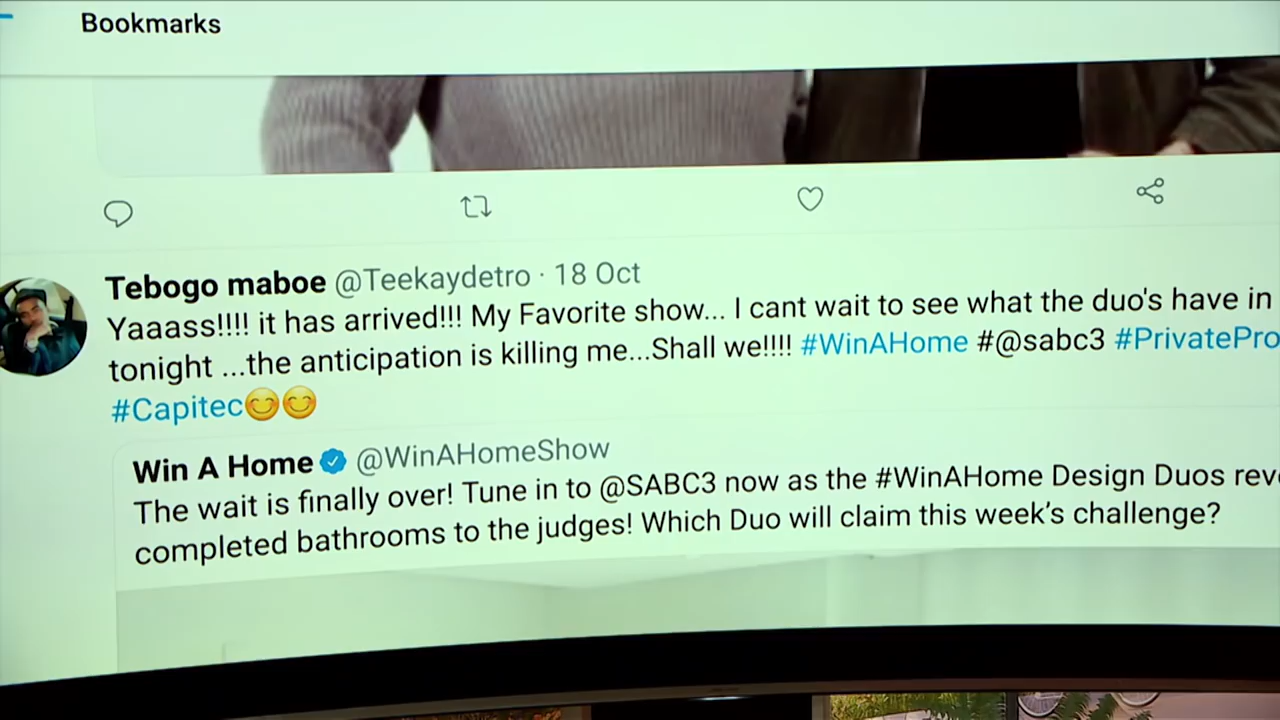 Bookmarks
Tebogo maboe @Teekaydetro · 18 Oct
Yaaass!!!! it has arrived!!! My Favorite show... I cant wait to see what the duo's have in
tonight ...the anticipation is killing me...Shall we!!!! #WinAHome #@sabc3 #PrivatePro
#Capitec😊😊
Win A Home @WinAHomeShow
The wait is finally over! Tune in to @SABC3 now as the #WinAHome Design Duos rev
completed bathrooms to the judges! Which Duo will claim this week's challenge?